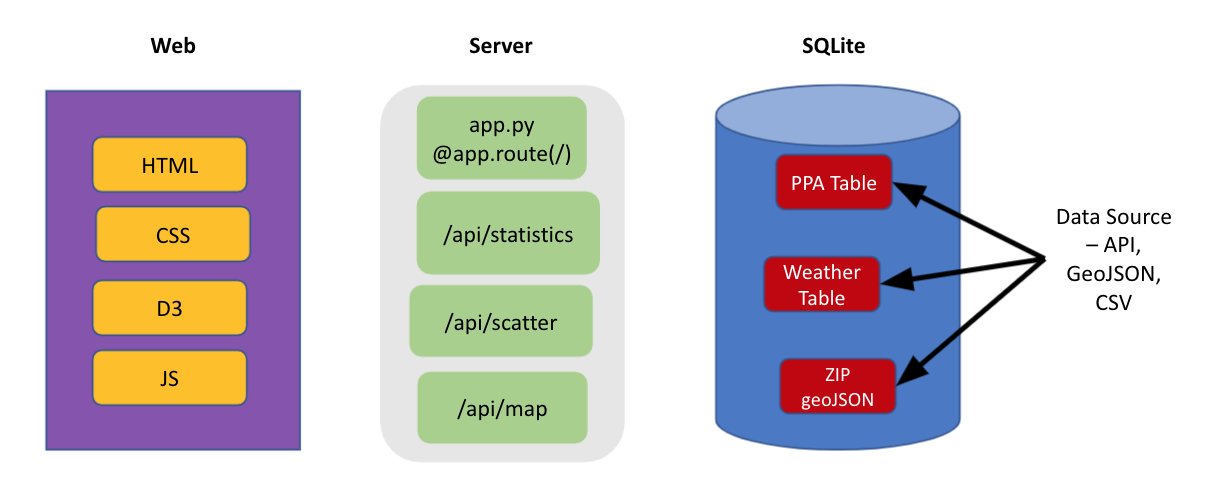 Web
HTML
CSS
D3
JS
Server
app.py
@app.route(/)
/api/statistics
/api/scatter
/api/map
SQLite
PPA Table
Weather
Table
ZIP
geoJSON
Data Source
– API,
GeoJSON,
CSV